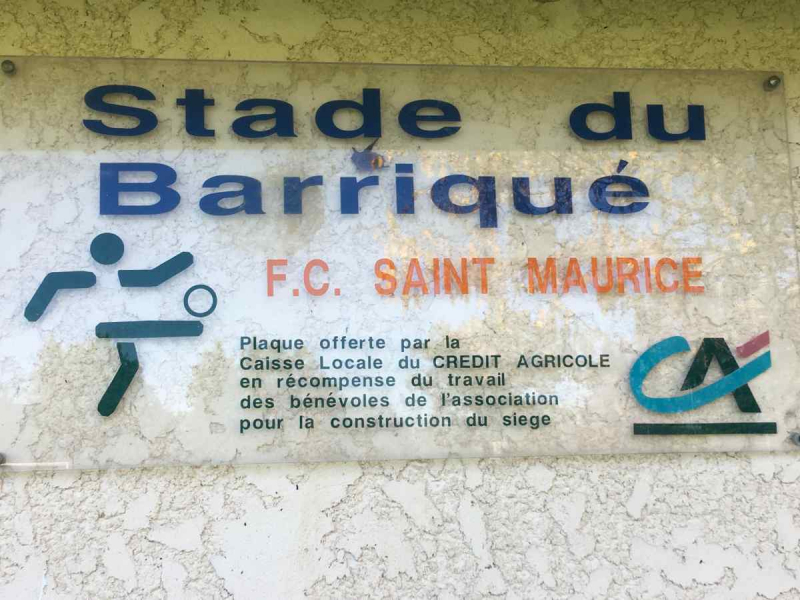 Stade du
Barriqué
F.C. SAINT MAURICE
Plaque offerte par la
Caisse Locale du CREDIT AGRICOLE
en récompense du travail
des bénévoles de l'association
pour la construction du siege
CA